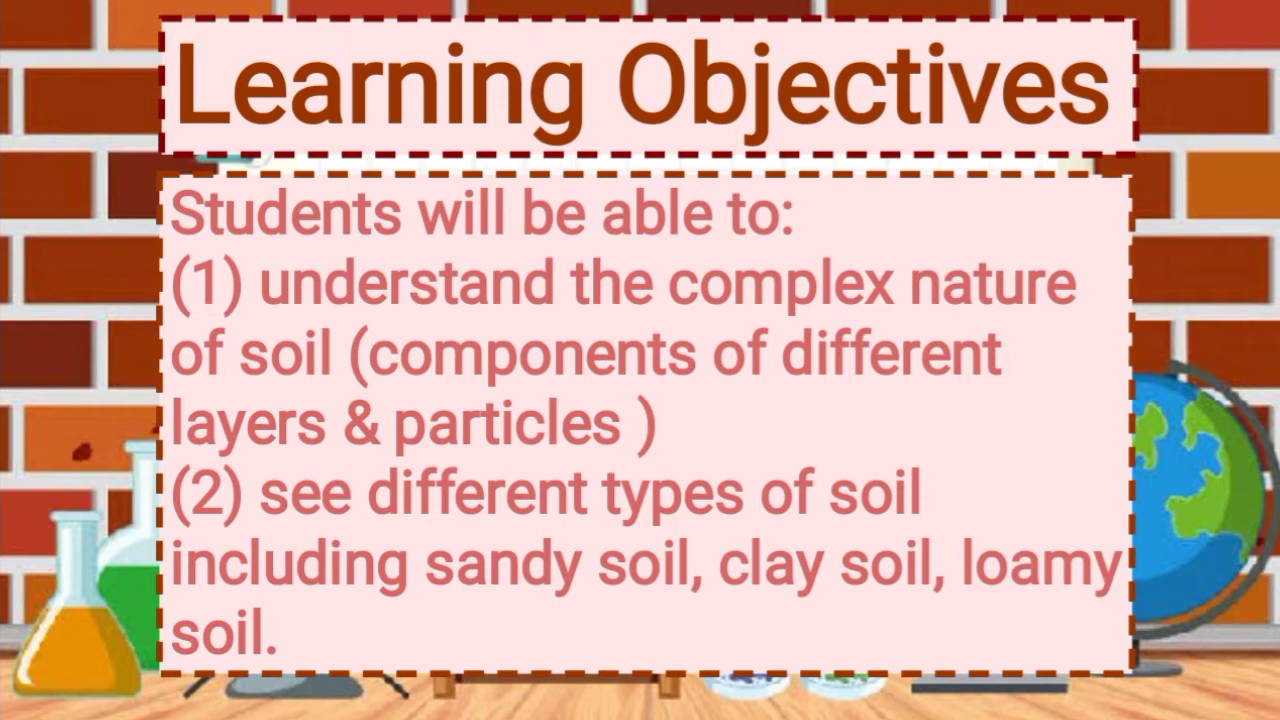 Learning Objectives
Students will be able to:
(1) understand the complex nature
of soil (components of different
layers & particles )
(2) see different types of soil
including sandy soil, clay soil, loamy
soil.